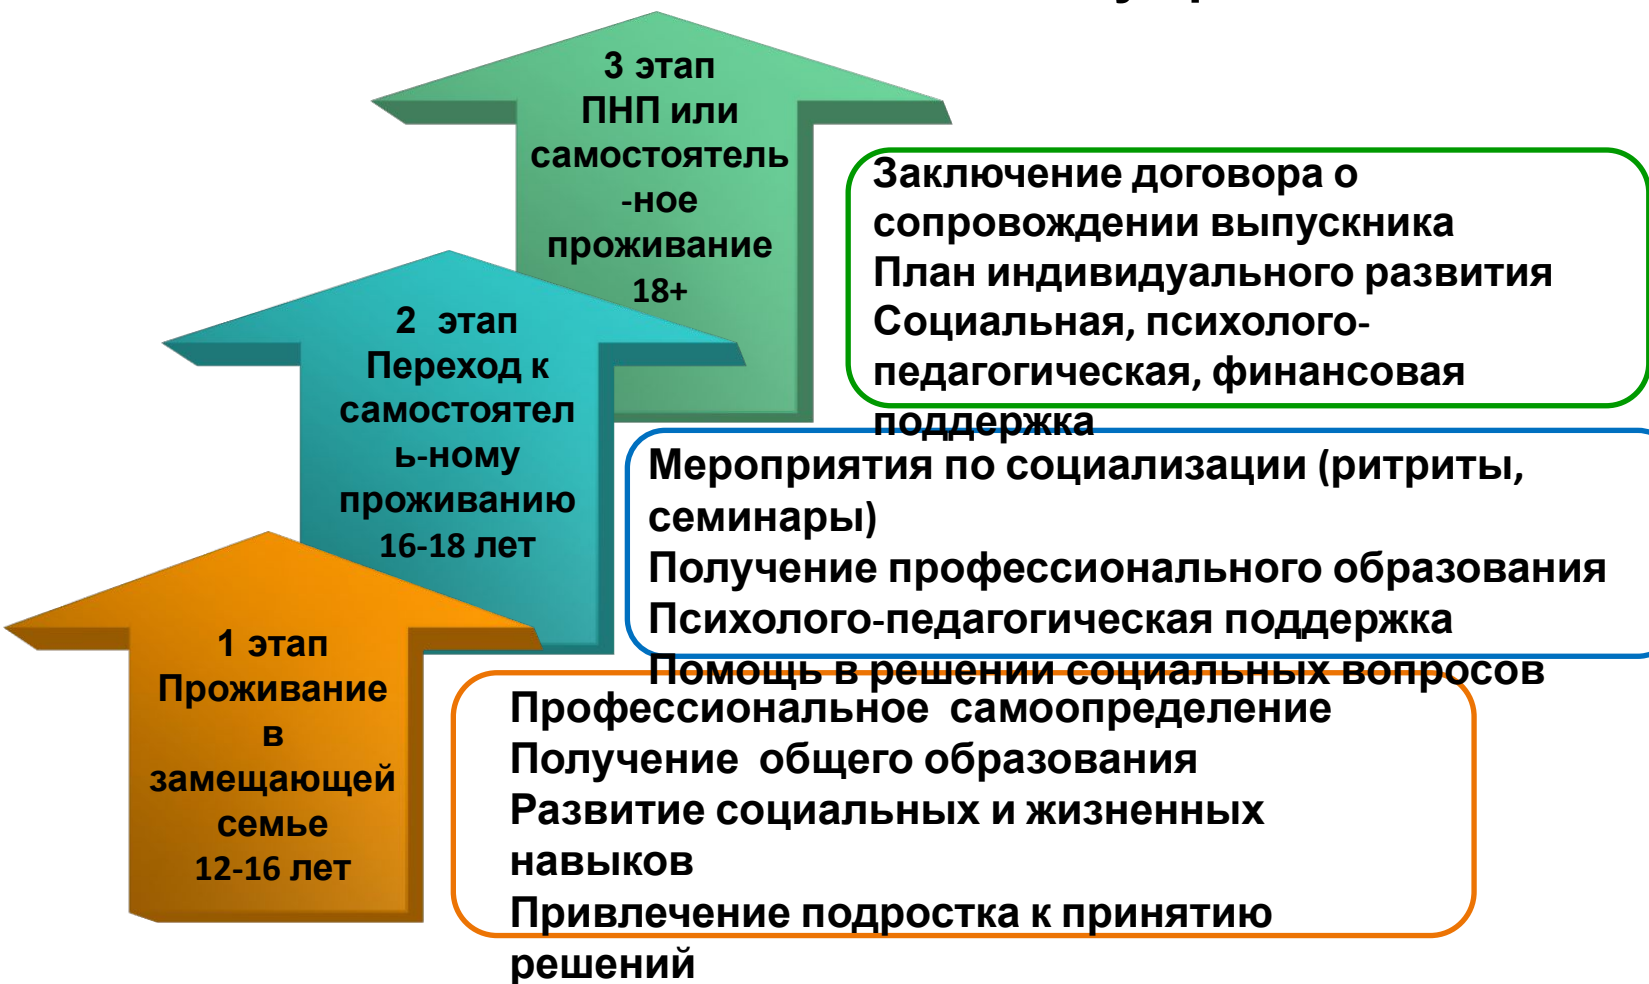 3 этап
ПНП или
самостоятель
-ное
проживание
18+
Заключение договора о
сопровождении выпускника
План индивидуального развития
Социальная, психолого-
педагогическая, финансовая
поддержка
2 этап
Переход к
самостоятел
ь-ному
проживанию
16-18 лет
Мероприятия по социализации (ритриты,
семинары)
Получение профессионального образования
Психолого-педагогическая поддержка
Помощь в решении социальных вопросов
1 этап
Проживание
в
замещающей
семье
12-16 лет
Профессиональное самоопределение
Получение общего образования
Развитие социальных и жизненных
навыков
Привлечение подростка к принятию
решений